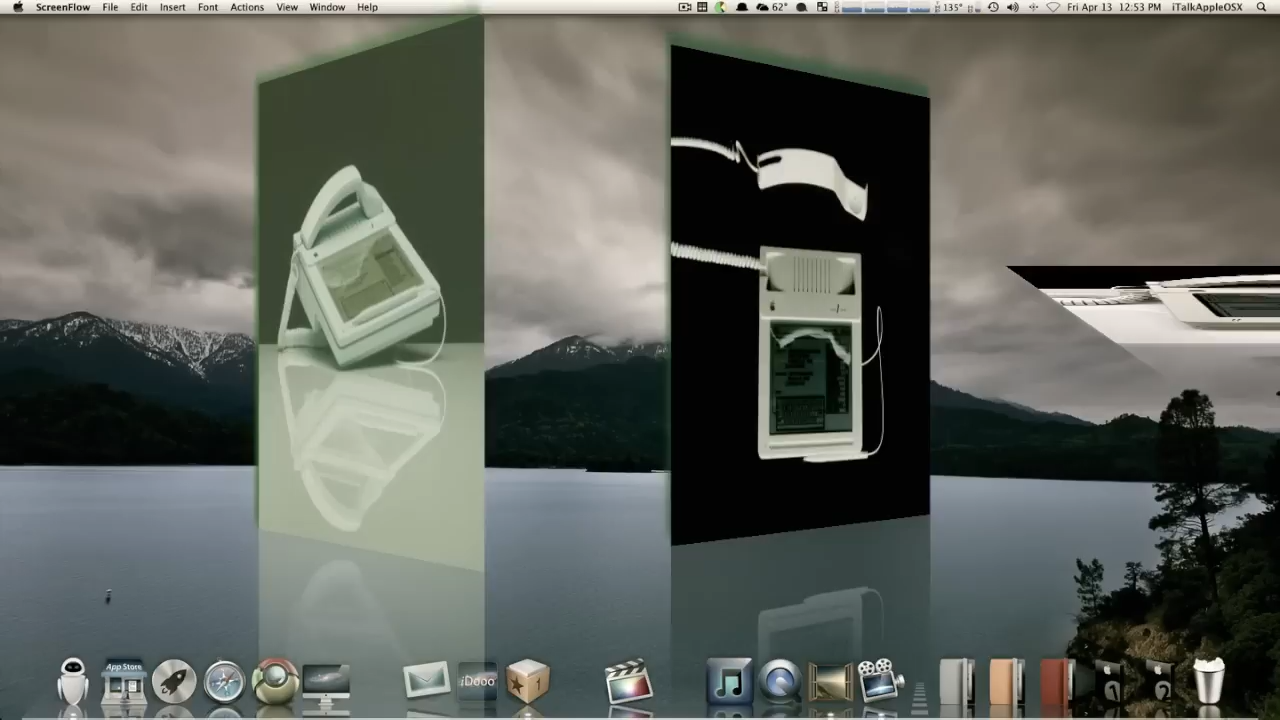 ScreenFlow File Edit Insert Font Actions View Window Help 62° 135° Fri Apr 13 12:53 PM iTalkAppleOSX
App Store
iDooo
1